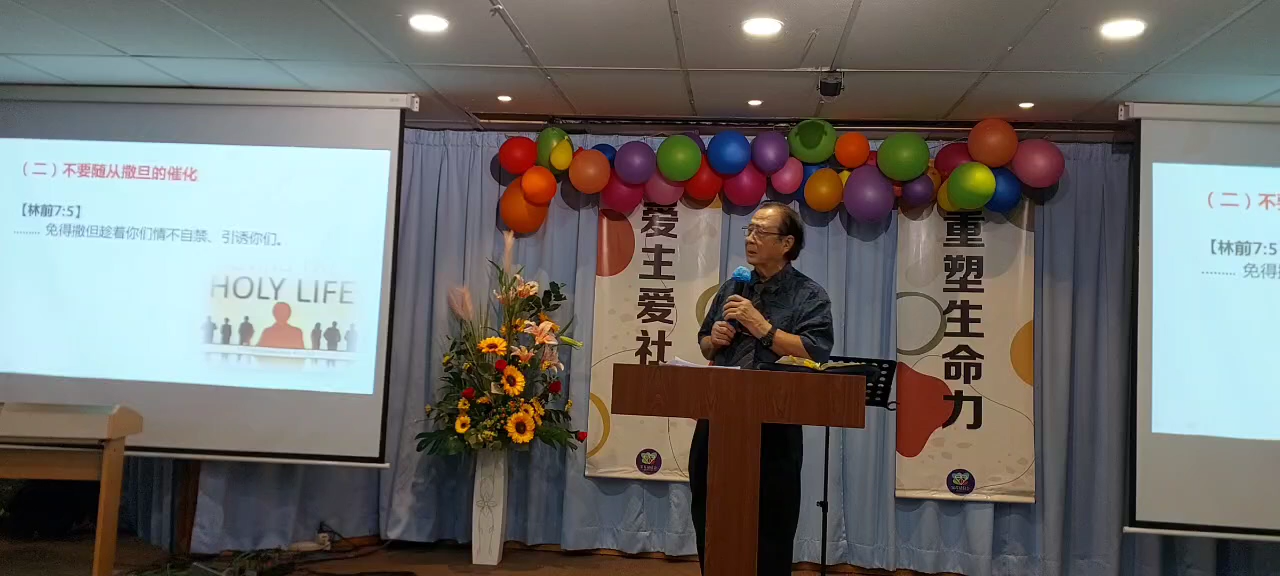 （二）不要随从撒旦的催化
【林前7:5】
........ 免得撒但趁着你们情不自禁、引诱你们。
HOLY LIFE
爱主爱社
重塑生命力
（二）不
【林前7:5
........ 免得